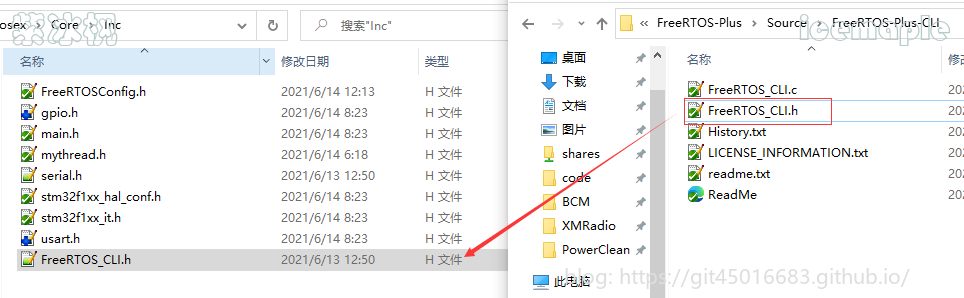 osex › Core › Inc
搜索"Inc"
名称 修改日期 类型
FreeRTOSConfig.h 2021/6/14 12:13 H 文件
gpio.h 2021/6/14 8:23 H 文件
main.h 2021/6/14 8:23 H 文件
mythread.h 2021/6/14 6:18 H 文件
serial.h 2021/6/13 12:50 H 文件
stm32f1xx_hal_conf.h 2021/6/14 8:23 H 文件
stm32f1xx_it.h 2021/6/14 8:23 H 文件
usart.h 2021/6/14 8:23 H 文件
FreeRTOS_CLI.h 2021/6/13 12:50 H 文件
« FreeRTOS-Plus › Source › FreeRTOS-Plus-CLI
icemaple
桌面
下载
文档
图片
shares
code
BCM
XMRadio
PowerClean
此电脑
名称
FreeRTOS_CLI.c 202
FreeRTOS_CLI.h 202
History.txt 202
LICENSE_INFORMATION.txt 202
readme.txt 202
ReadMe 202
blog: https://git45016683.github.io/